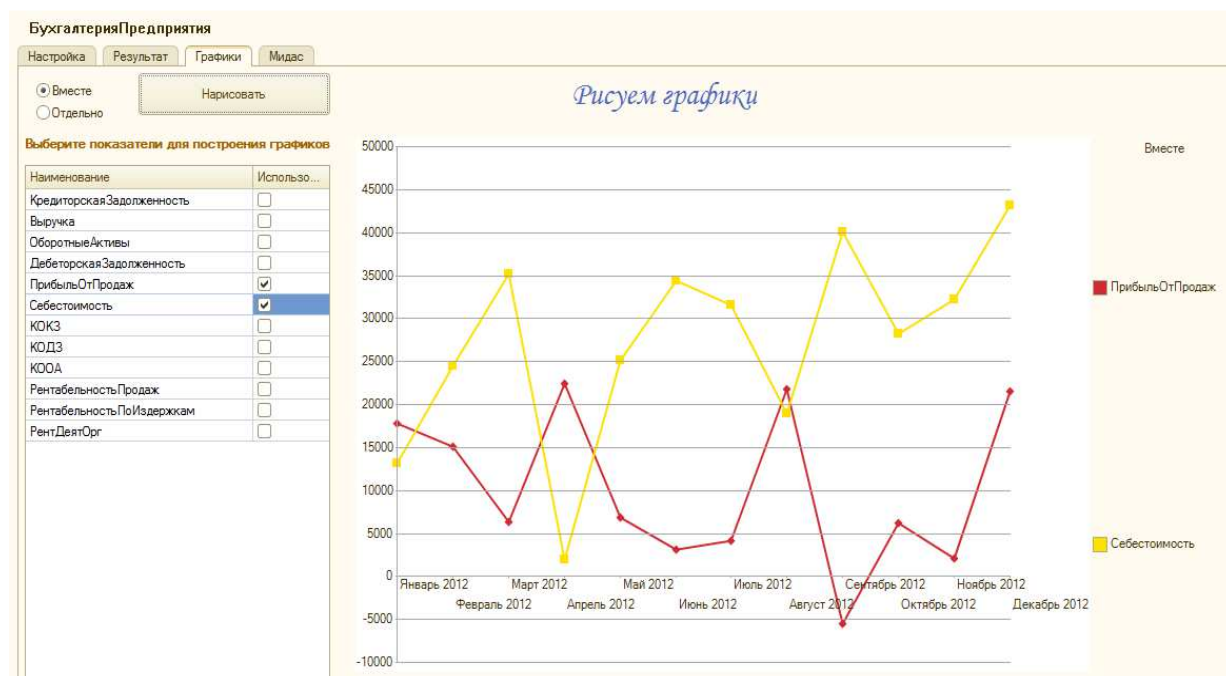 БухгалтерияПредприятия
Настройка Результат Графики Мидас
Вместе
Отдельно
Нарисовать
Выберите показатели для построения графиков
Наименование Использо...
КредиторскаяЗадолженность
Выручка
ОборотныеАктивы
ДебеторскаяЗадолженность
ПрибыльОтПродаж
Себестоимость
КОКЗ
КОДЗ
КООА
РентабельностьПродаж
РентабельностьПоИздержкам
РентДеятОрг
Рисуем графики
50000
45000
40000
35000
30000
25000
20000
15000
10000
5000
0
-5000
-10000
Январь 2012 Март 2012 Май 2012 Июль 2012 Сентябрь 2012 Ноябрь 2012
Февраль 2012 Апрель 2012 Июнь 2012 Август 2012 Октябрь 2012 Декабрь 2012
Вместе
ПрибыльОтПродаж
Себестоимость